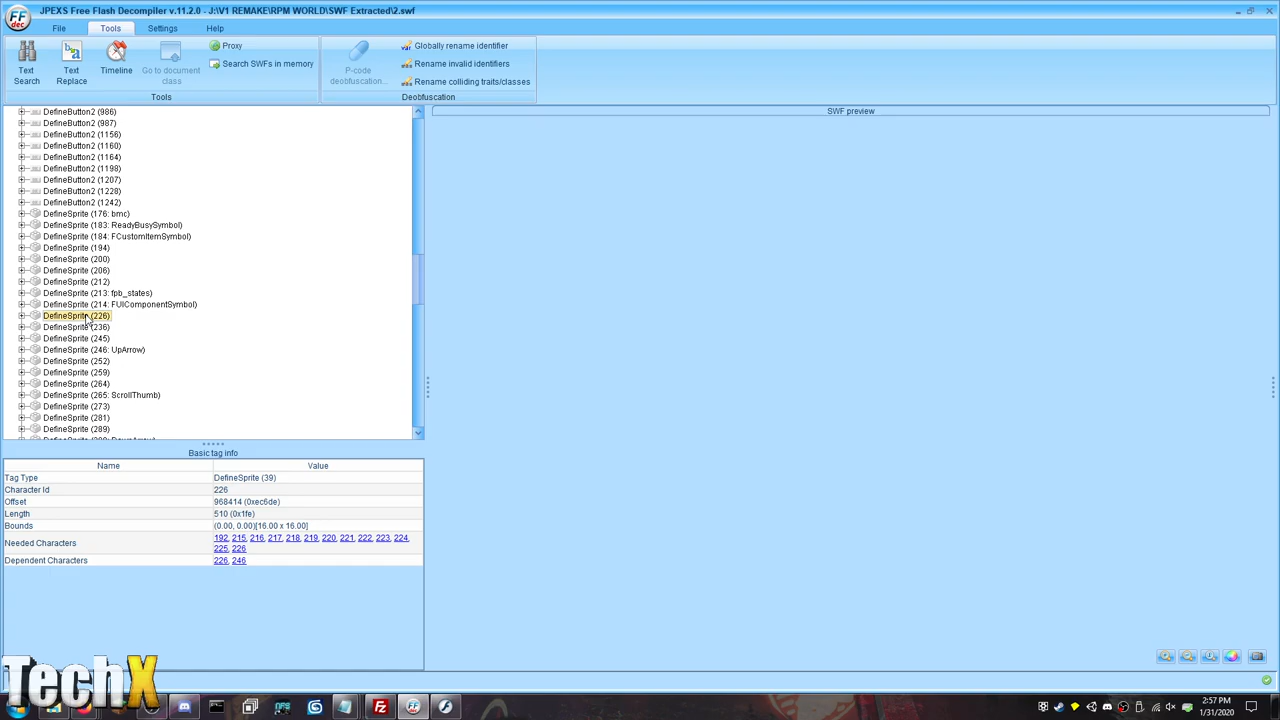 JPEXS Free Flash Decompiler v.11.2.0 - J:\V1 REMAKE\RPM WORLD\SWF Extracted\2.swf
FF
dec
File Tools Settings Help
Text
Search
Text
Replace
Timeline
Go to document
class
Proxy
Search SWFs in memory
P-code
deobfuscation...
Globally rename identifier
Rename invalid identifiers
Rename colliding traits/classes
Tools
Deobfuscation
SWF preview
DefineButton2 (986)
DefineButton2 (987)
DefineButton2 (1156)
DefineButton2 (1160)
DefineButton2 (1164)
DefineButton2 (1198)
DefineButton2 (1207)
DefineButton2 (1228)
DefineButton2 (1242)
DefineSprite (176: bmc)
DefineSprite (183: ReadyBusySymbol)
DefineSprite (184: FCustomItemSymbol)
DefineSprite (194)
DefineSprite (200)
DefineSprite (206)
DefineSprite (212)
DefineSprite (213: fpb_states)
DefineSprite (214: FUIComponentSymbol)
DefineSprite (226)
DefineSprite (236)
DefineSprite (245)
DefineSprite (246: UpArrow)
DefineSprite (252)
DefineSprite (259)
DefineSprite (264)
DefineSprite (265: ScrollThumb)
DefineSprite (273)
DefineSprite (281)
DefineSprite (289)
Basic tag info
Name Value
Tag Type DefineSprite (39)
Character Id 226
Offset 968414 (0xec6de)
Length 510 (0x1fe)
Bounds (0.00, 0.00)[16.00 x 16.00]
Needed Characters 192, 215, 216, 217, 218, 219, 220, 221, 222, 223, 224,
225, 226
Dependent Characters 226, 246
TechX
2:57 PM
1/31/2020